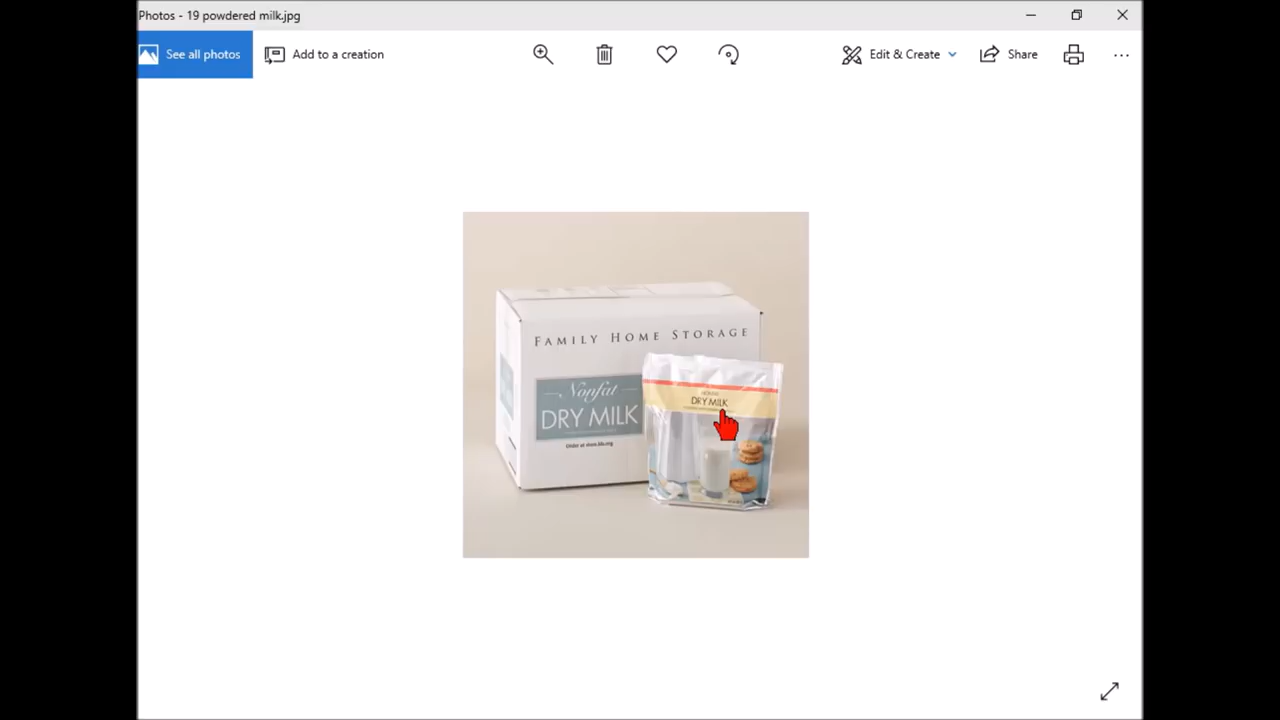 Photos - 19 powdered milk.jpg
See all photos
Add to a creation
Edit & Create
Share
FAMILY HOME STORAGE
Nonfat
DRY MILK
DRY MILK